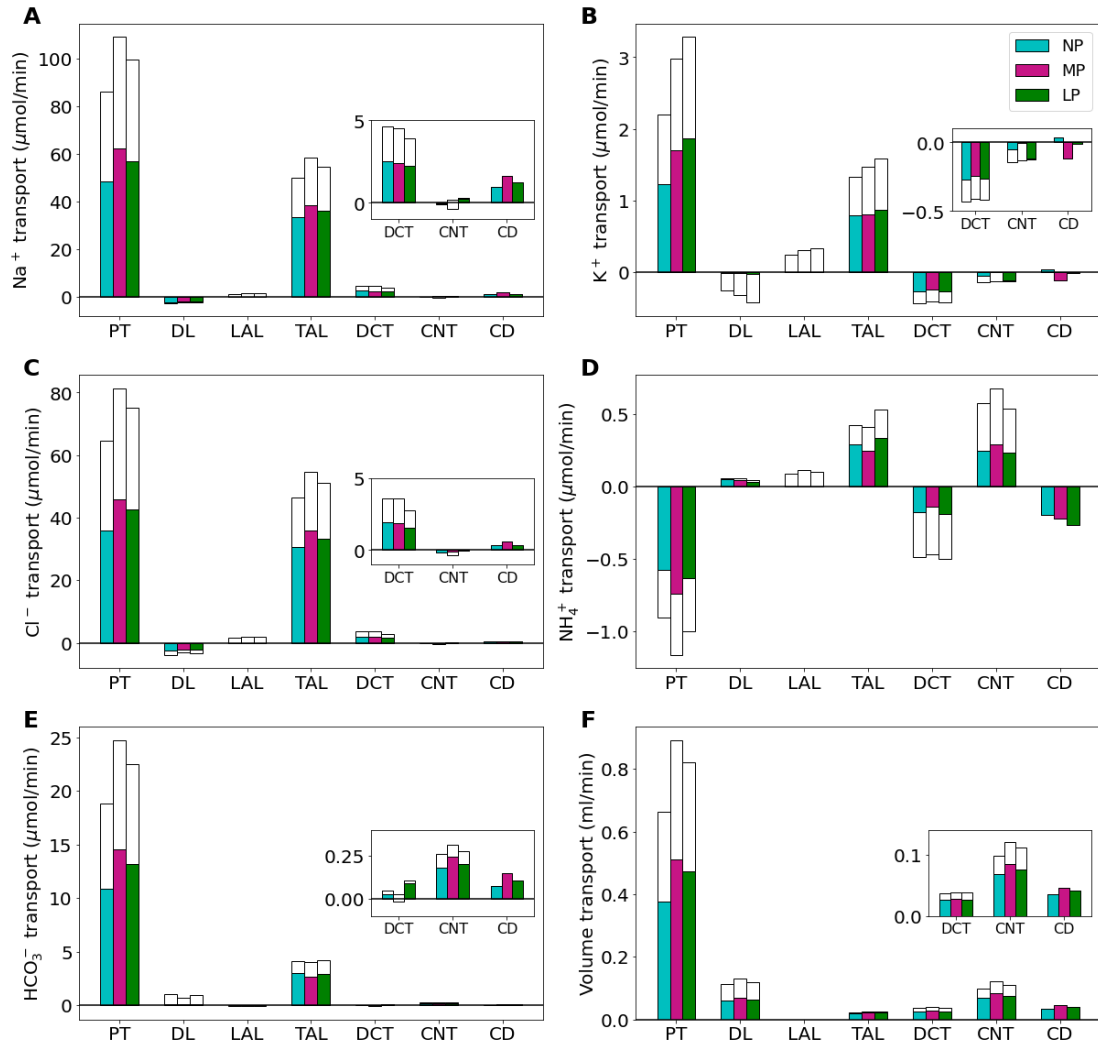 A
Na⁺ transport (μmol/min)
100
80
60
40
20
0
5
0
DCT CNT CD
PT DL LAL TAL DCT CNT CD
B
K⁺ transport (μmol/min)
3
2
1
0
NP
MP
LP
0.0
−0.5
DCT CNT CD
PT DL LAL TAL DCT CNT CD
C
Cl⁻ transport (μmol/min)
80
60
40
20
0
5
0
DCT CNT CD
PT DL LAL TAL DCT CNT CD
D
NH₄⁺ transport (μmol/min)
0.5
0.0
−0.5
−1.0
PT DL LAL TAL DCT CNT CD
E
HCO₃⁻ transport (μmol/min)
25
20
15
10
5
0
0.25
0.00
DCT CNT CD
PT DL LAL TAL DCT CNT CD
F
Volume transport (ml/min)
0.8
0.6
0.4
0.2
0.0
0.1
0.0
DCT CNT CD
PT DL LAL TAL DCT CNT CD